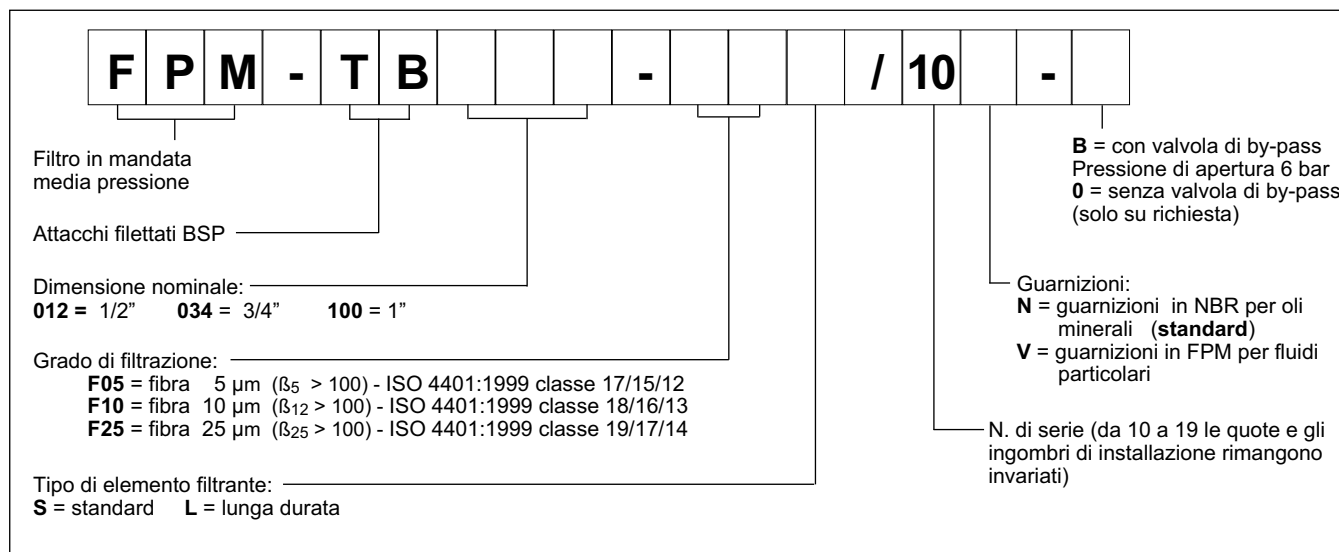 F P M - T B - / 10 -
Filtro in mandata
media pressione
Attacchi filettati BSP
Dimensione nominale:
012 = 1/2” 034 = 3/4” 100 = 1”
Grado di filtrazione:
F05 = fibra 5 µm (ß5 > 100) - ISO 4401:1999 classe 17/15/12
F10 = fibra 10 µm (ß12 > 100) - ISO 4401:1999 classe 18/16/13
F25 = fibra 25 µm (ß25 > 100) - ISO 4401:1999 classe 19/17/14
Tipo di elemento filtrante:
S = standard L = lunga durata
B = con valvola di by-pass
Pressione di apertura 6 bar
0 = senza valvola di by-pass
(solo su richiesta)
Guarnizioni:
N = guarnizioni in NBR per oli
minerali (standard)
V = guarnizioni in FPM per fluidi
particolari
N. di serie (da 10 a 19 le quote e gli
ingombri di installazione rimangono
invariati)